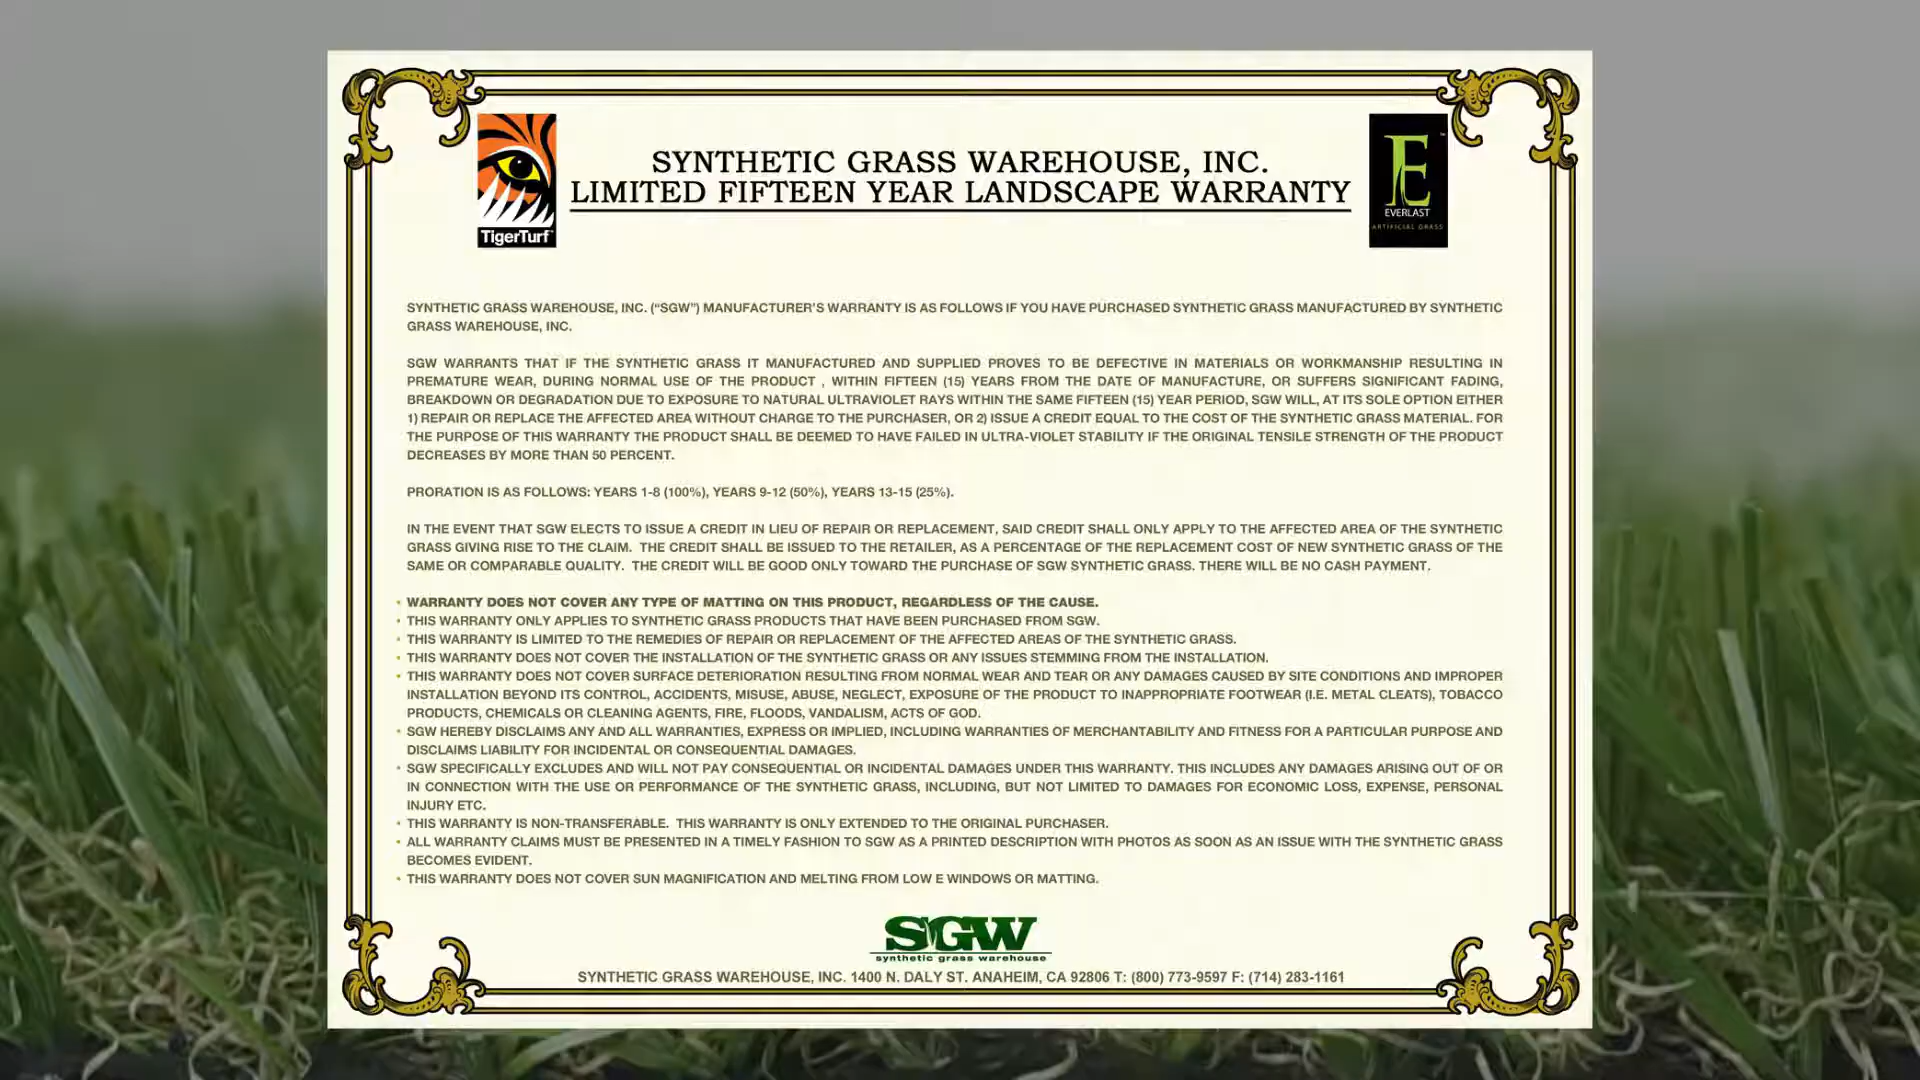 SYNTHETIC GRASS WAREHOUSE, INC.
LIMITED FIFTEEN YEAR LANDSCAPE WARRANTY
TigerTurf™
E™
EVERLAST
ARTIFICIAL GRASS
SYNTHETIC GRASS WAREHOUSE, INC. (“SGW”) MANUFACTURER’S WARRANTY IS AS FOLLOWS IF YOU HAVE PURCHASED SYNTHETIC GRASS MANUFACTURED BY SYNTHETIC
GRASS WAREHOUSE, INC.
SGW WARRANTS THAT IF THE SYNTHETIC GRASS IT MANUFACTURED AND SUPPLIED PROVES TO BE DEFECTIVE IN MATERIALS OR WORKMANSHIP RESULTING IN
PREMATURE WEAR, DURING NORMAL USE OF THE PRODUCT , WITHIN FIFTEEN (15) YEARS FROM THE DATE OF MANUFACTURE, OR SUFFERS SIGNIFICANT FADING,
BREAKDOWN OR DEGRADATION DUE TO EXPOSURE TO NATURAL ULTRAVIOLET RAYS WITHIN THE SAME FIFTEEN (15) YEAR PERIOD, SGW WILL, AT ITS SOLE OPTION EITHER
1) REPAIR OR REPLACE THE AFFECTED AREA WITHOUT CHARGE TO THE PURCHASER, OR 2) ISSUE A CREDIT EQUAL TO THE COST OF THE SYNTHETIC GRASS MATERIAL. FOR
THE PURPOSE OF THIS WARRANTY THE PRODUCT SHALL BE DEEMED TO HAVE FAILED IN ULTRA-VIOLET STABILITY IF THE ORIGINAL TENSILE STRENGTH OF THE PRODUCT
DECREASES BY MORE THAN 50 PERCENT.
PRORATION IS AS FOLLOWS: YEARS 1-8 (100%), YEARS 9-12 (50%), YEARS 13-15 (25%).
IN THE EVENT THAT SGW ELECTS TO ISSUE A CREDIT IN LIEU OF REPAIR OR REPLACEMENT, SAID CREDIT SHALL ONLY APPLY TO THE AFFECTED AREA OF THE SYNTHETIC
GRASS GIVING RISE TO THE CLAIM. THE CREDIT SHALL BE ISSUED TO THE RETAILER, AS A PERCENTAGE OF THE REPLACEMENT COST OF NEW SYNTHETIC GRASS OF THE
SAME OR COMPARABLE QUALITY. THE CREDIT WILL BE GOOD ONLY TOWARD THE PURCHASE OF SGW SYNTHETIC GRASS. THERE WILL BE NO CASH PAYMENT.
• WARRANTY DOES NOT COVER ANY TYPE OF MATTING ON THIS PRODUCT, REGARDLESS OF THE CAUSE.
• THIS WARRANTY ONLY APPLIES TO SYNTHETIC GRASS PRODUCTS THAT HAVE BEEN PURCHASED FROM SGW.
• THIS WARRANTY IS LIMITED TO THE REMEDIES OF REPAIR OR REPLACEMENT OF THE AFFECTED AREAS OF THE SYNTHETIC GRASS.
• THIS WARRANTY DOES NOT COVER THE INSTALLATION OF THE SYNTHETIC GRASS OR ANY ISSUES STEMMING FROM THE INSTALLATION.
• THIS WARRANTY DOES NOT COVER SURFACE DETERIORATION RESULTING FROM NORMAL WEAR AND TEAR OR ANY DAMAGES CAUSED BY SITE CONDITIONS AND IMPROPER
INSTALLATION BEYOND ITS CONTROL, ACCIDENTS, MISUSE, ABUSE, NEGLECT, EXPOSURE OF THE PRODUCT TO INAPPROPRIATE FOOTWEAR (I.E. METAL CLEATS), TOBACCO
PRODUCTS, CHEMICALS OR CLEANING AGENTS, FIRE, FLOODS, VANDALISM, ACTS OF GOD.
• SGW HEREBY DISCLAIMS ANY AND ALL WARRANTIES, EXPRESS OR IMPLIED, INCLUDING WARRANTIES OF MERCHANTABILITY AND FITNESS FOR A PARTICULAR PURPOSE AND
DISCLAIMS LIABILITY FOR INCIDENTAL OR CONSEQUENTIAL DAMAGES.
• SGW SPECIFICALLY EXCLUDES AND WILL NOT PAY CONSEQUENTIAL OR INCIDENTAL DAMAGES UNDER THIS WARRANTY. THIS INCLUDES ANY DAMAGES ARISING OUT OF OR
IN CONNECTION WITH THE USE OR PERFORMANCE OF THE SYNTHETIC GRASS, INCLUDING, BUT NOT LIMITED TO DAMAGES FOR ECONOMIC LOSS, EXPENSE, PERSONAL
INJURY ETC.
• THIS WARRANTY IS NON-TRANSFERABLE. THIS WARRANTY IS ONLY EXTENDED TO THE ORIGINAL PURCHASER.
• ALL WARRANTY CLAIMS MUST BE PRESENTED IN A TIMELY FASHION TO SGW AS A PRINTED DESCRIPTION WITH PHOTOS AS SOON AS AN ISSUE WITH THE SYNTHETIC GRASS
BECOMES EVIDENT.
• THIS WARRANTY DOES NOT COVER SUN MAGNIFICATION AND MELTING FROM LOW E WINDOWS OR MATTING.
SGW
synthetic grass warehouse
SYNTHETIC GRASS WAREHOUSE, INC. 1400 N. DALY ST. ANAHEIM, CA 92806 T: (800) 773-9597 F: (714) 283-1161